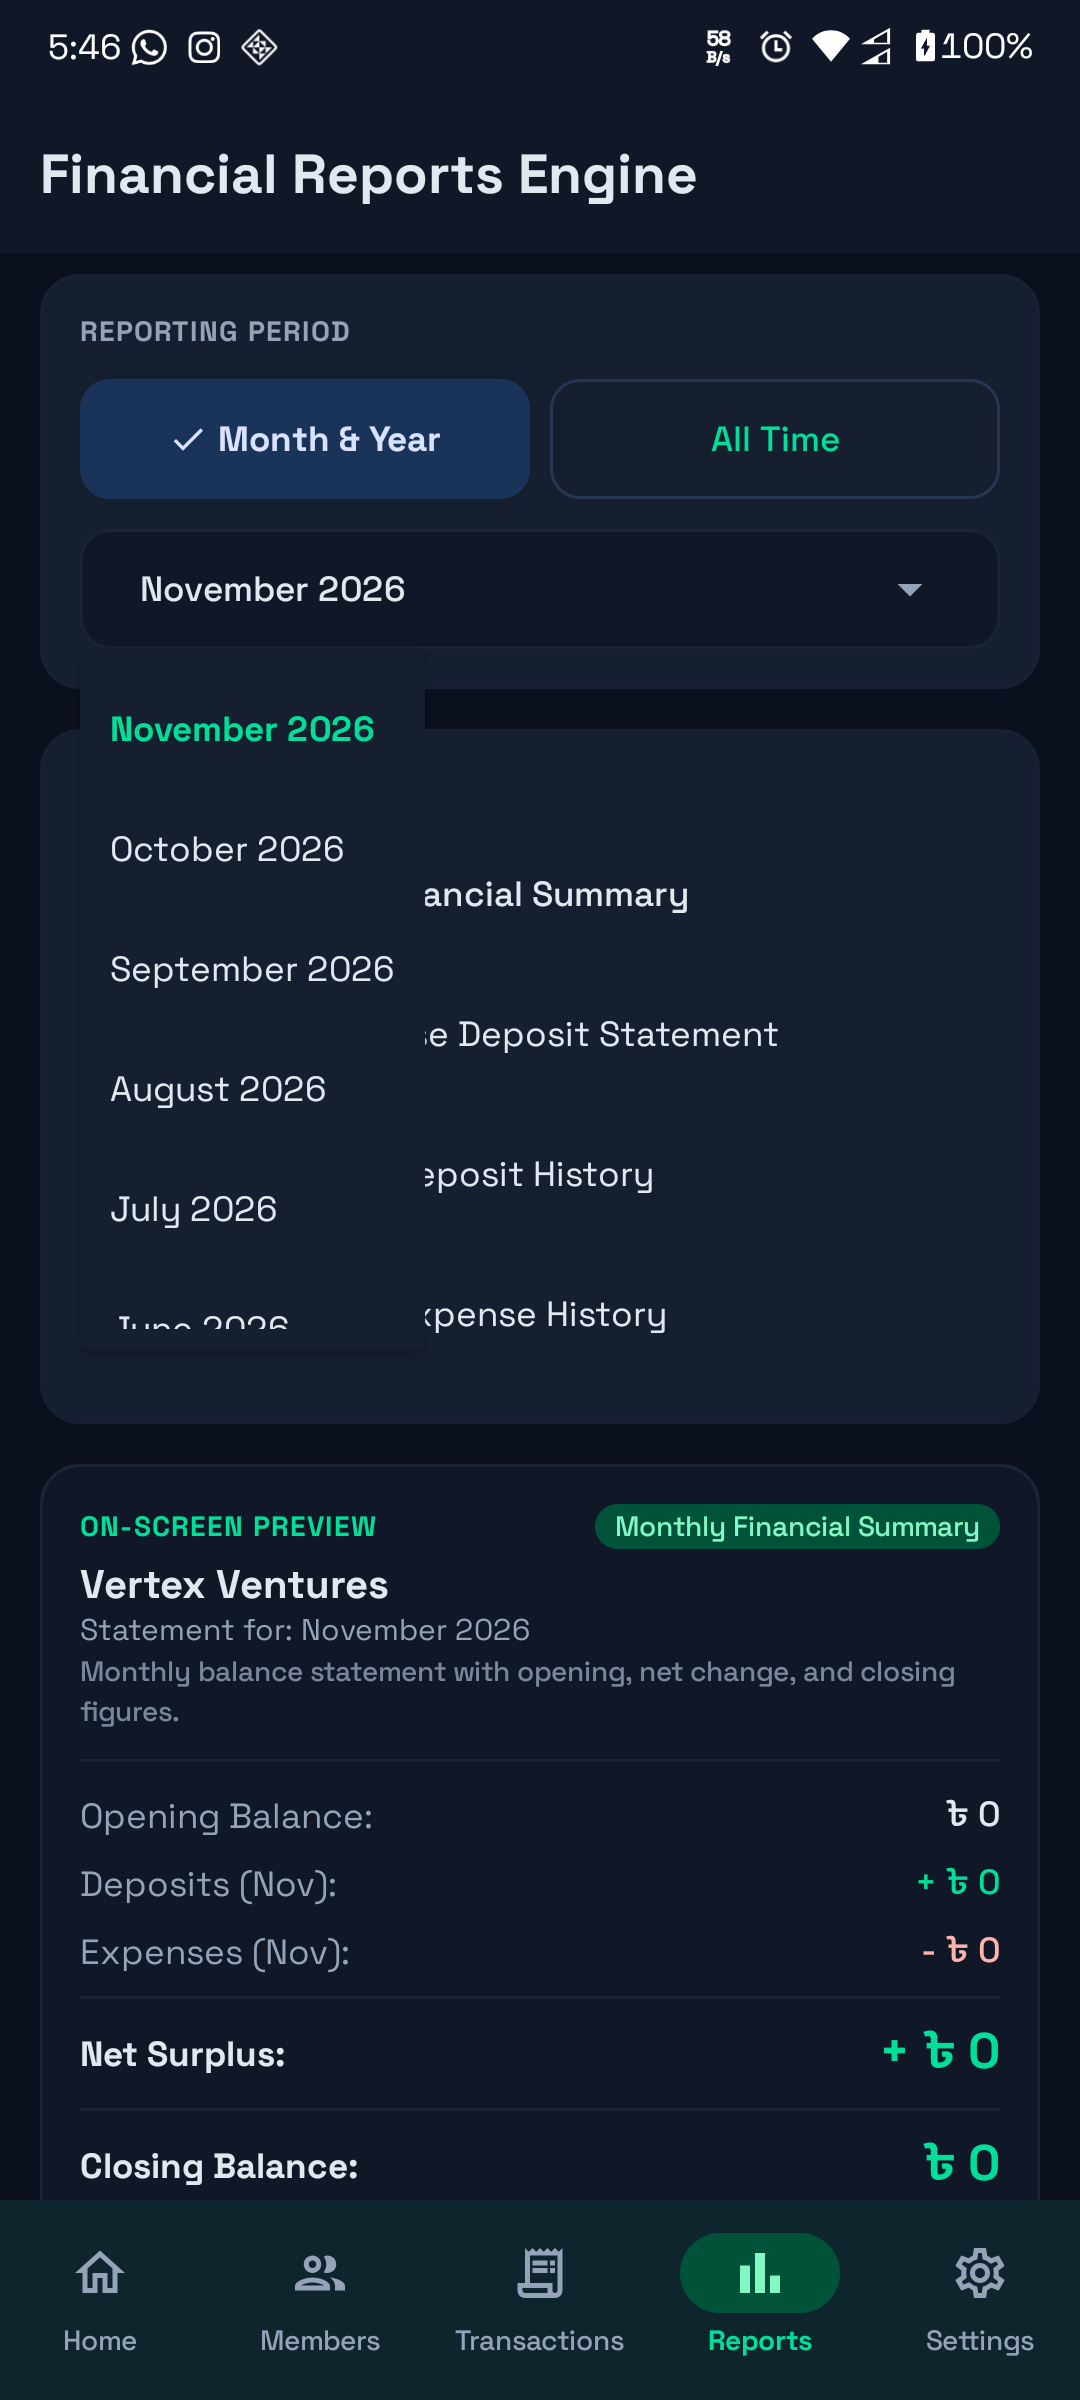 5:46
58
B/s
100%
Financial Reports Engine
REPORTING PERIOD
Month & Year
All Time
November 2026
November 2026
October 2026
ancial Summary
September 2026
se Deposit Statement
August 2026
eposit History
July 2026
xpense History
June 2026
ON-SCREEN PREVIEW
Monthly Financial Summary
Vertex Ventures
Statement for: November 2026
Monthly balance statement with opening, net change, and closing
figures.
Opening Balance: ৳ 0
Deposits (Nov): + ৳ 0
Expenses (Nov): - ৳ 0
Net Surplus: + ৳ 0
Closing Balance: ৳ 0
Home
Members
Transactions
Reports
Settings